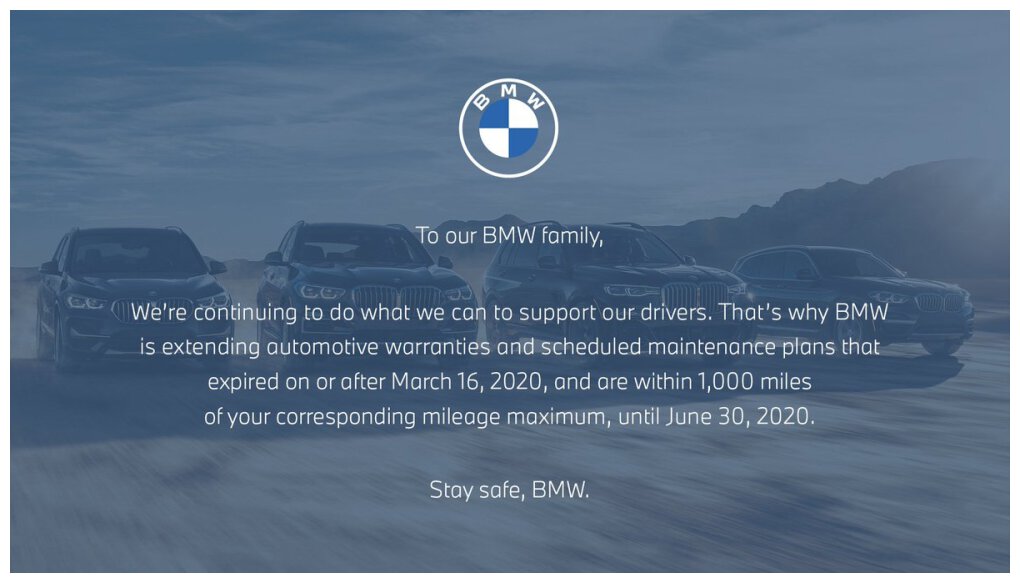 BMW
To our BMW family,
We're continuing to do what we can to support our drivers. That's why BMW
is extending automotive warranties and scheduled maintenance plans that
expired on or after March 16, 2020, and are within 1,000 miles
of your corresponding mileage maximum, until June 30, 2020.
Stay safe, BMW.